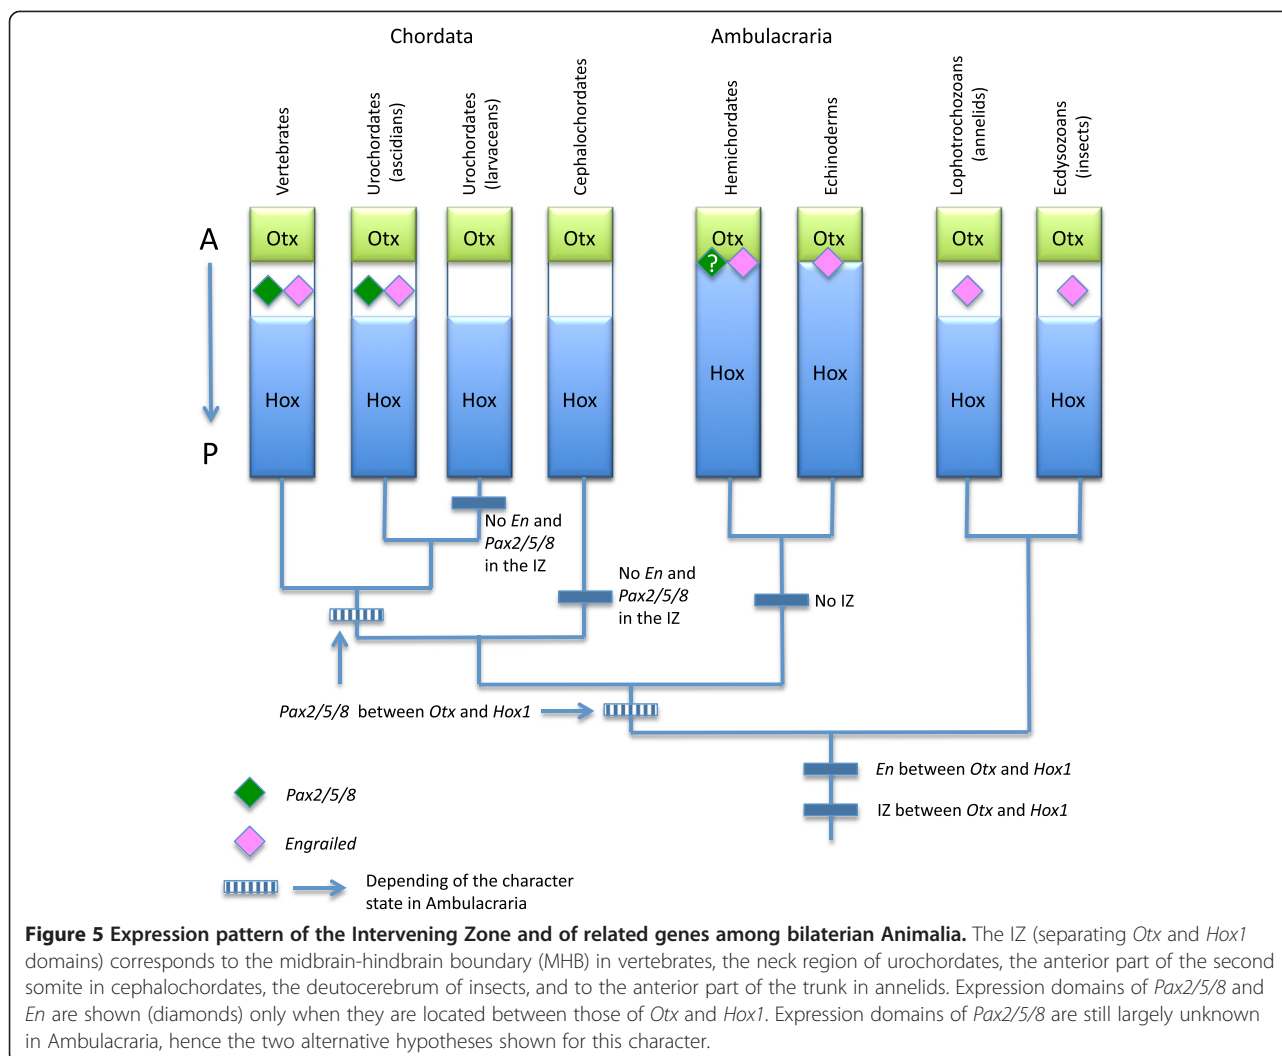 Chordata
Ambulacraria
Vertebrates
Urochordates
(ascidians)
Urochordates
(larvaceans)
Cephalochordates
Hemichordates
Echinoderms
Lophotrochozoans
(annelids)
Ecdysozoans
(insects)
A
P
Otx
Otx
Otx
Otx
Otx
Otx
Otx
Otx
?
Hox
Hox
Hox
Hox
Hox
Hox
Hox
Hox
No En and
Pax2/5/8
in the IZ
No En and
Pax2/5/8
in the IZ
No IZ
Pax2/5/8 between Otx and Hox1
En between Otx and Hox1
IZ between Otx and Hox1
Pax2/5/8
Engrailed
Depending of the character
state in Ambulacraria
Figure 5 Expression pattern of the Intervening Zone and of related genes among bilaterian Animalia. The IZ (separating Otx and Hox1
domains) corresponds to the midbrain-hindbrain boundary (MHB) in vertebrates, the neck region of urochordates, the anterior part of the second
somite in cephalochordates, the deutocerebrum of insects, and to the anterior part of the trunk in annelids. Expression domains of Pax2/5/8 and
En are shown (diamonds) only when they are located between those of Otx and Hox1. Expression domains of Pax2/5/8 are still largely unknown
in Ambulacraria, hence the two alternative hypotheses shown for this character.